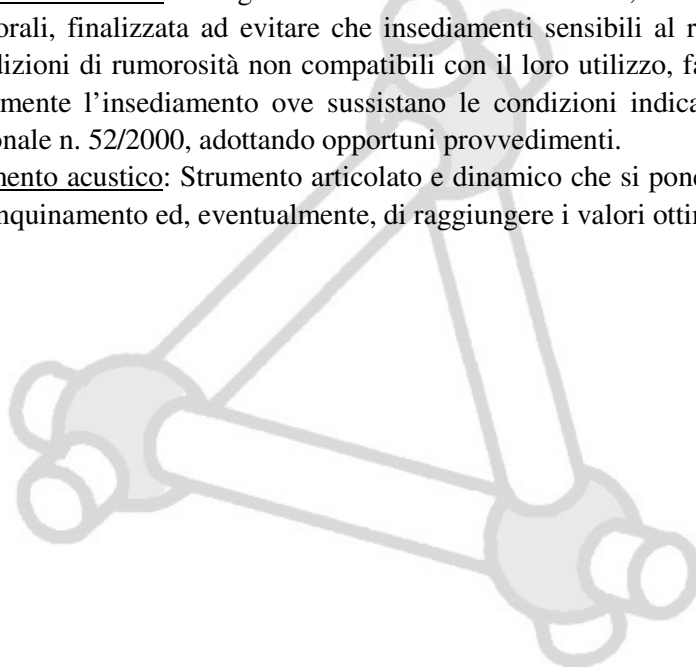 orali, finalizzata ad evitare che insediamenti sensibili al r
dizioni di rumorosità non compatibili con il loro utilizzo, fa
mente l’insediamento ove sussistano le condizioni indica
onale n. 52/2000, adottando opportuni provvedimenti.
mento acustico: Strumento articolato e dinamico che si pone
nquinamento ed, eventualmente, di raggiungere i valori otti